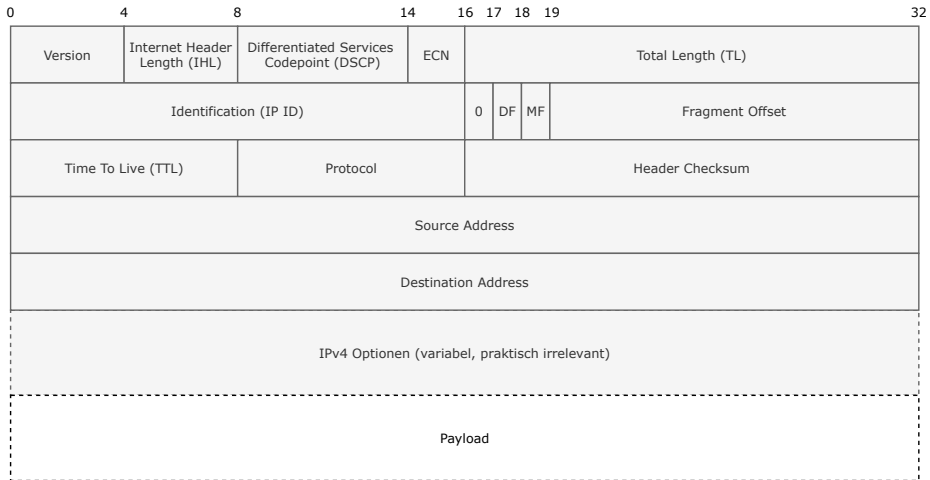 0 4 8 14 16 17 18 19 32
Version
Internet Header
Length (IHL)
Differentiated Services
Codepoint (DSCP)
ECN
Total Length (TL)
Identification (IP ID)
0
DF
MF
Fragment Offset
Time To Live (TTL)
Protocol
Header Checksum
Source Address
Destination Address
IPv4 Optionen (variabel, praktisch irrelevant)
Payload